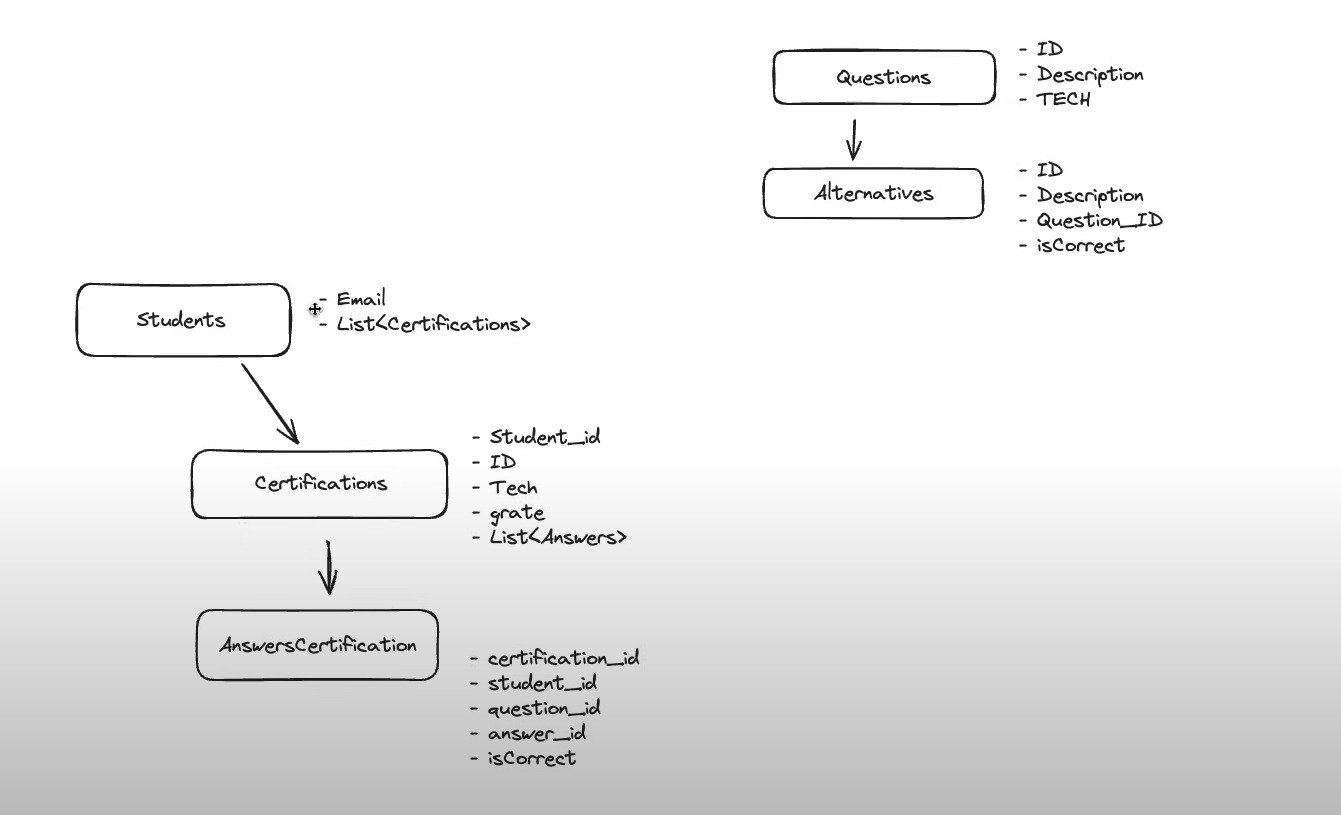 Questions
- ID
- Description
- TECH
Alternatives
- ID
- Description
- Question_ID
- isCorrect
Students
- Email
- List<Certifications>
Certifications
- Student_id
- ID
- Tech
- grate
- List<Answers>
AnswersCertification
- certification_id
- student_id
- question_id
- answer_id
- isCorrect